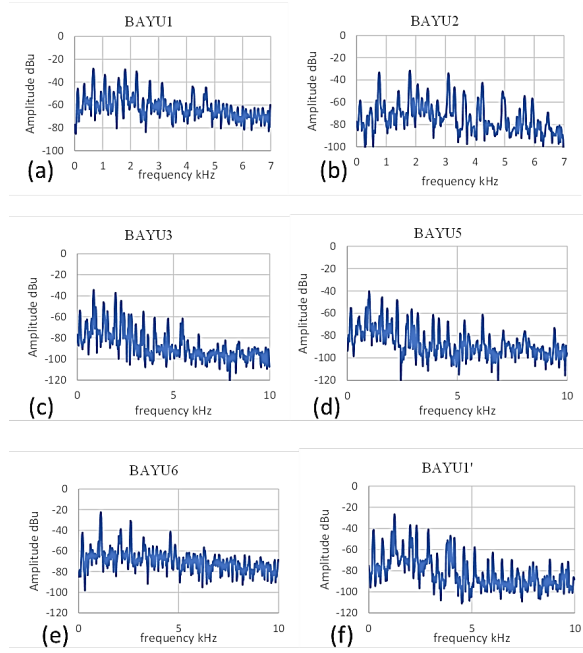 BAYU1
0
-20
-40
-60
-80
-100
Amplitude dBu
0 1 2 3 4 5 6 7
frequency kHz
(a)
BAYU2
0
-20
-40
-60
-80
-100
Amplitude dBu
0 1 2 3 4 5 6 7
frequency kHz
(b)
BAYU3
0
-20
-40
-60
-80
-100
-120
Amplitude dBu
0 5 10
frequency kHz
(c)
BAYU5
0
-20
-40
-60
-80
-100
-120
Amplitude dBu
0 5 10
frequency kHz
(d)
BAYU6
0
-20
-40
-60
-80
-100
-120
Amplitude dBu
0 5 10
frequency kHz
(e)
BAYU1'
0
-20
-40
-60
-80
-100
-120
Amplitude dBu
0 5 10
frequency kHz
(f)